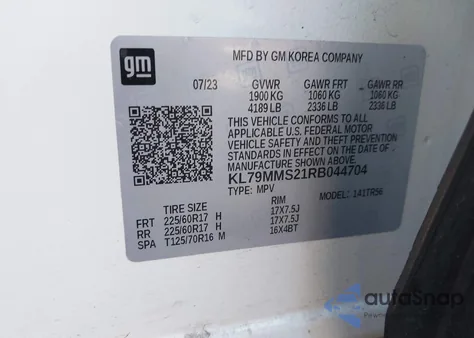 gm
MFD BY GM KOREA COMPANY
07/23 GVWR GAWR FRT GAWR RR
1900 KG 1060 KG 1060 KG
4189 LB 2336 LB 2336 LB
THIS VEHICLE CONFORMS TO ALL
APPLICABLE U.S. FEDERAL MOTOR
VEHICLE SAFETY, BUMPER, AND THEFT
PREVENTION STANDARDS IN EFFECT ON
THE DATE OF MANUFACTURE SHOWN ABOVE.
KL79MMS21RB044704
TYPE: MPV MODEL: 1A1TR56
RIM
FRT 225/60R17 H 17X7.5J
RR 225/60R17 H 17X7.5J
SPA T125/70R16 M 16X4BT
autoSnap